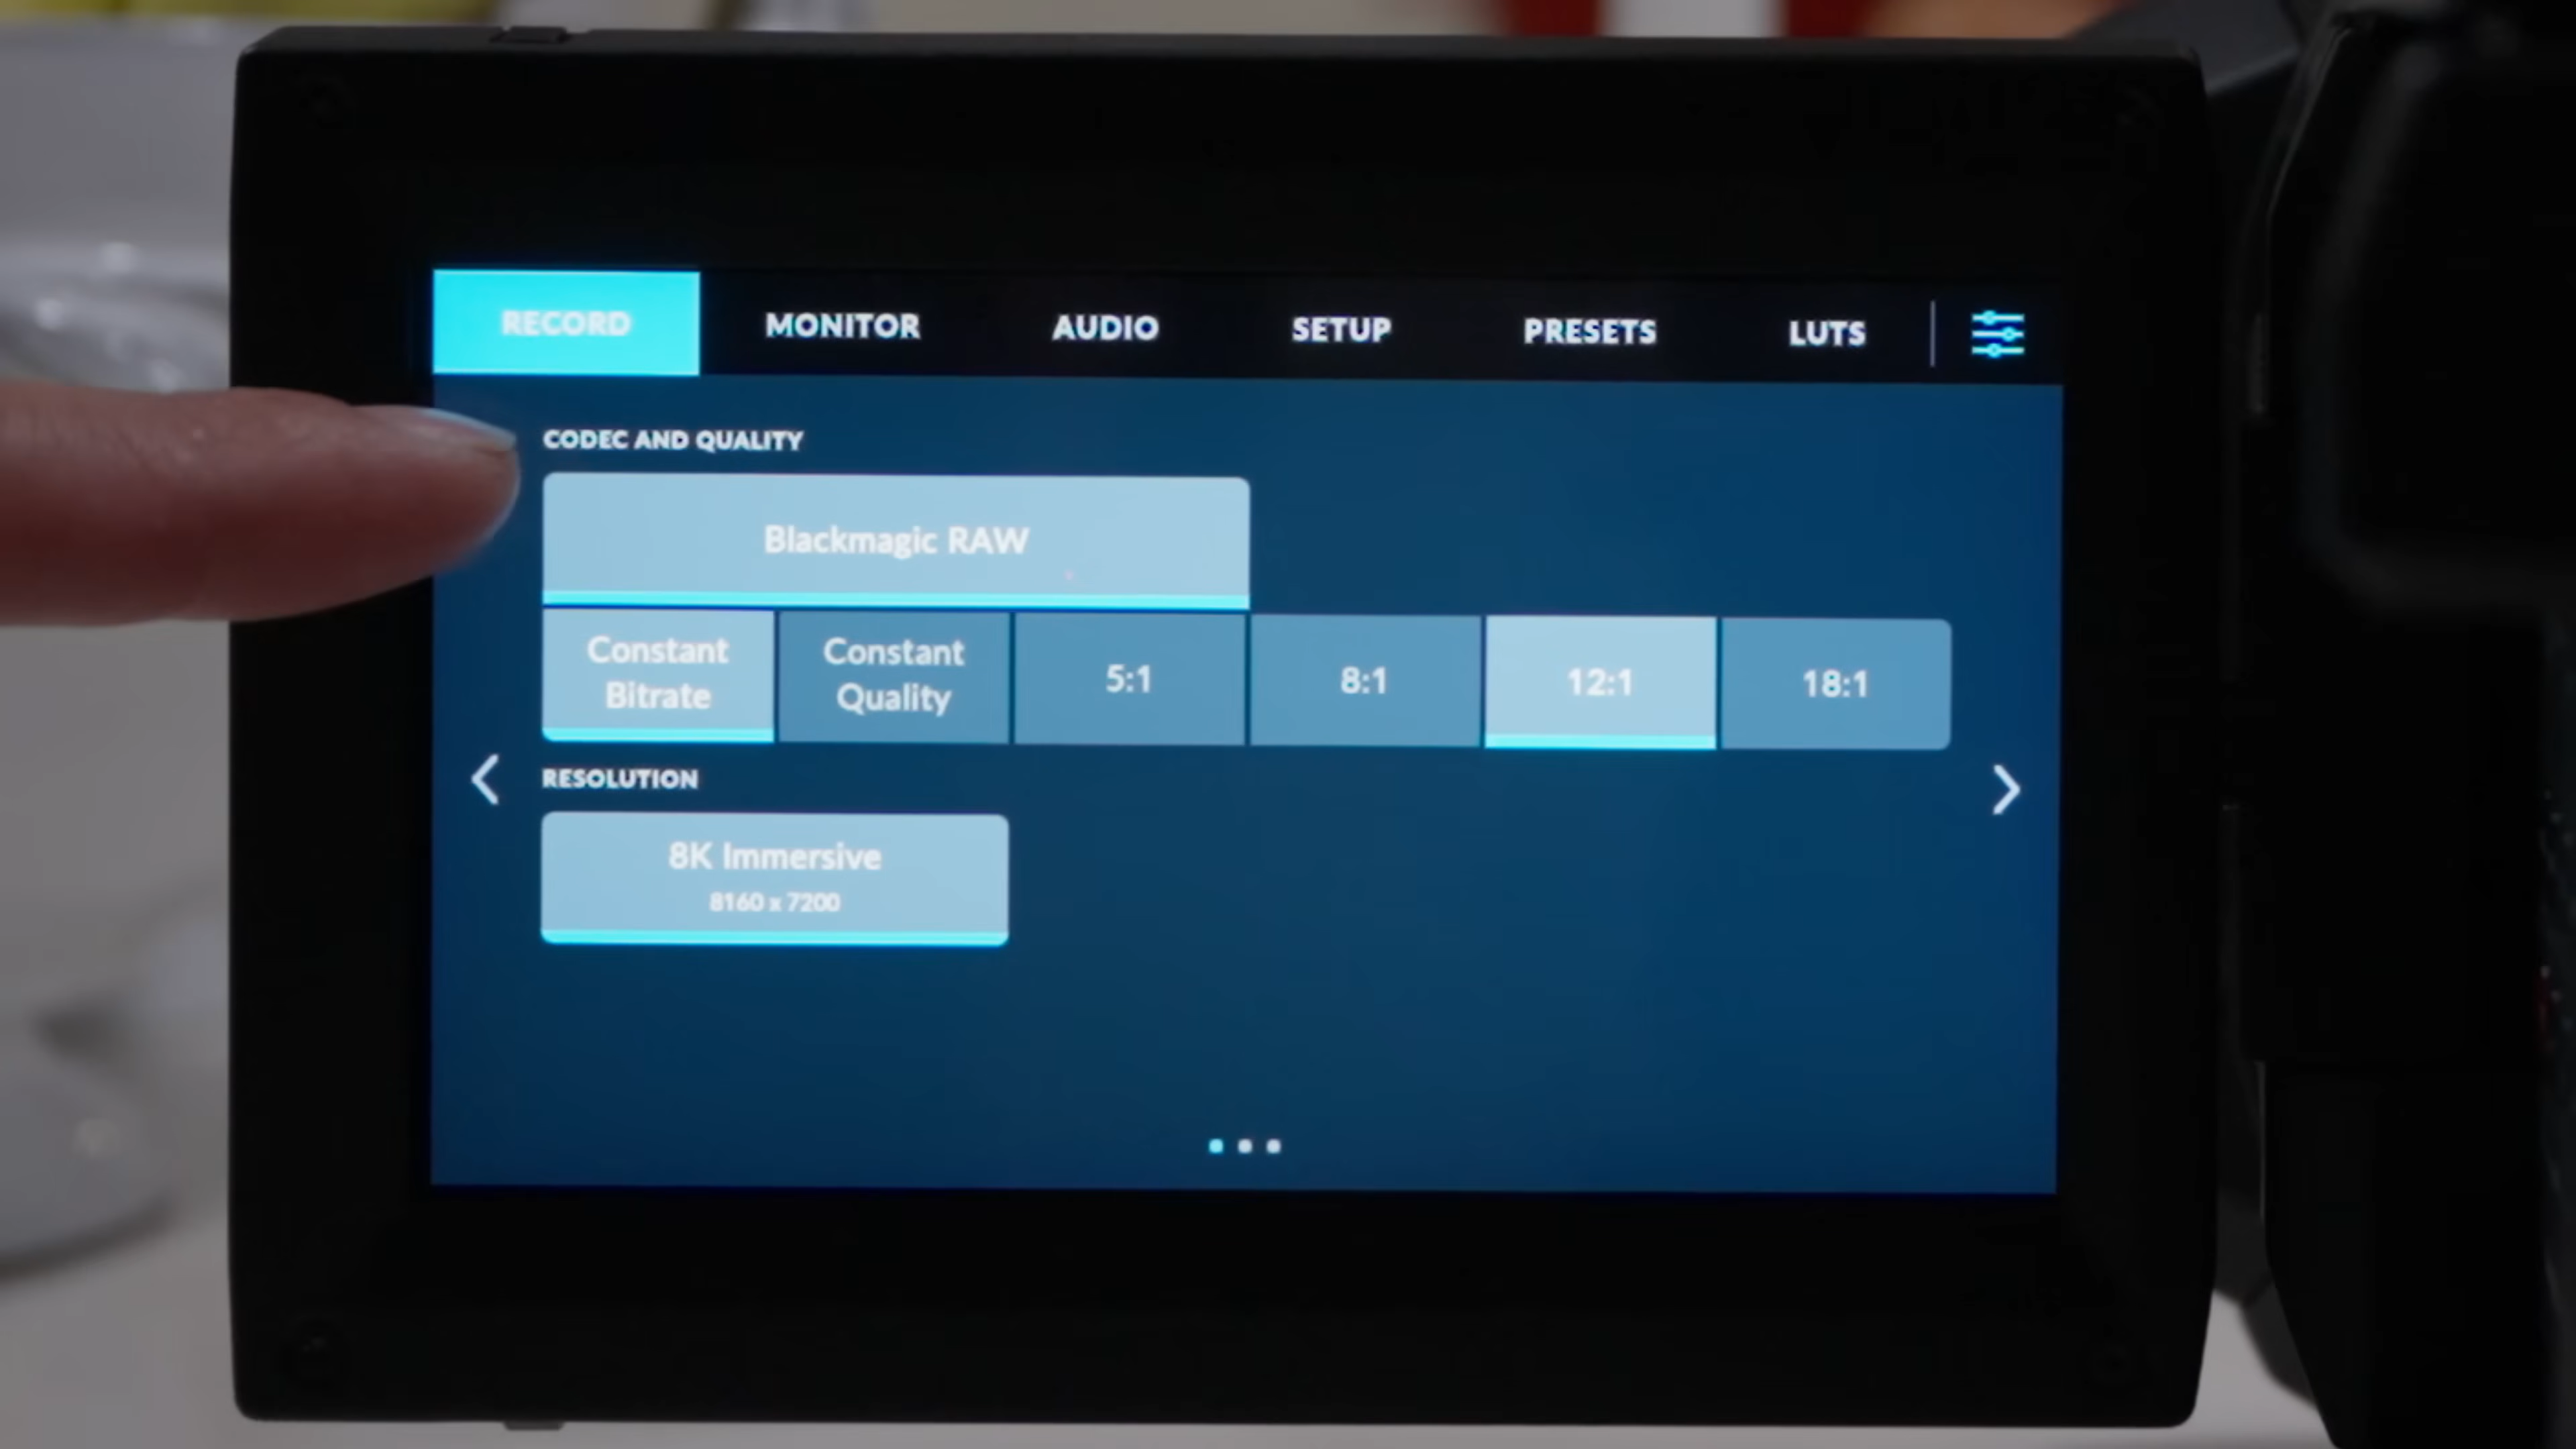 RECORD MONITOR AUDIO SETUP PRESETS LUTS
CODEC AND QUALITY
Blackmagic RAW
Constant Bitrate
Constant Quality
5:1
8:1
12:1
18:1
RESOLUTION
8K Immersive
8160 x 7200